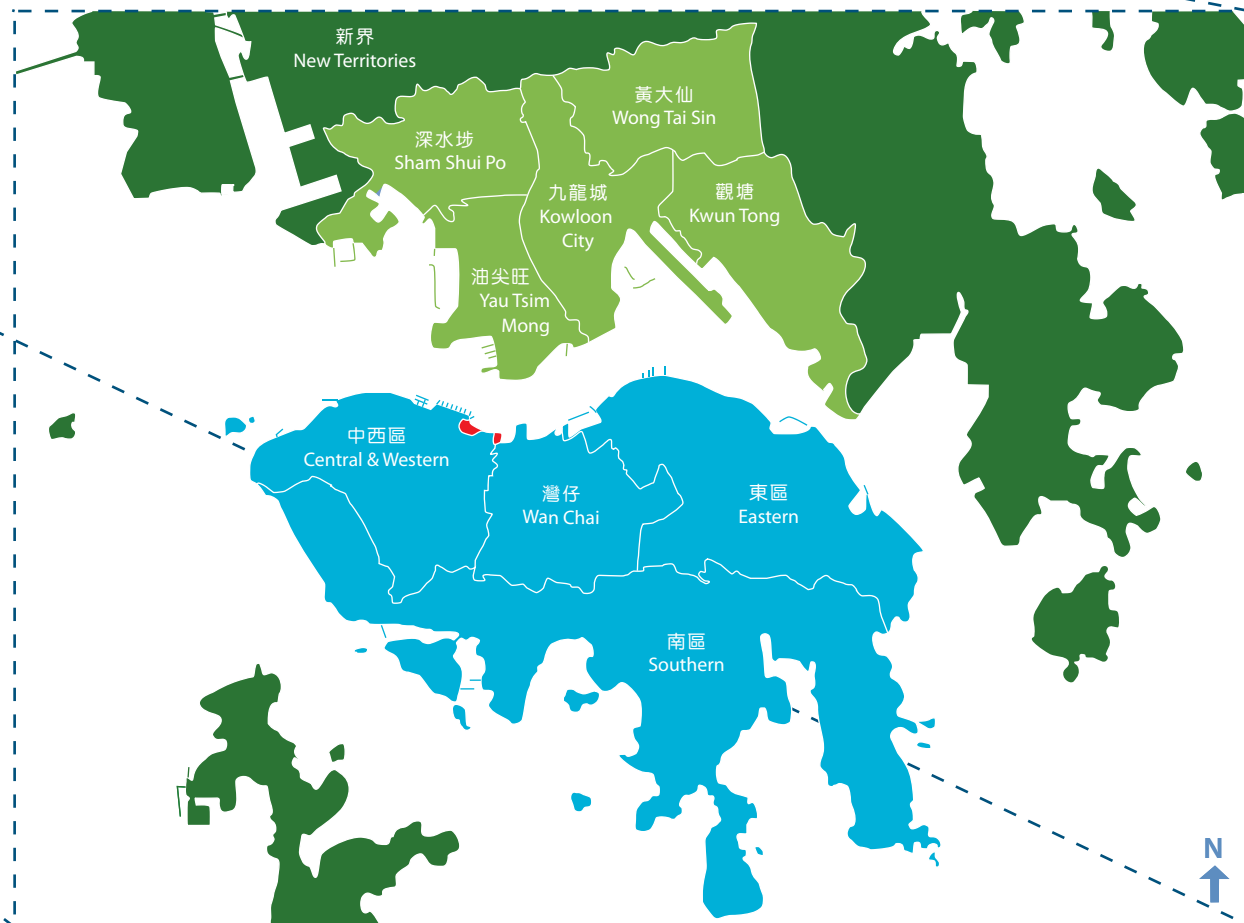 新界
New Territories
黃大仙
Wong Tai Sin
深水埗
Sham Shui Po
九龍城
Kowloon
City
觀塘
Kwun Tong
油尖旺
Yau Tsim
Mong
中西區
Central & Western
灣仔
Wan Chai
東區
Eastern
南區
Southern
N